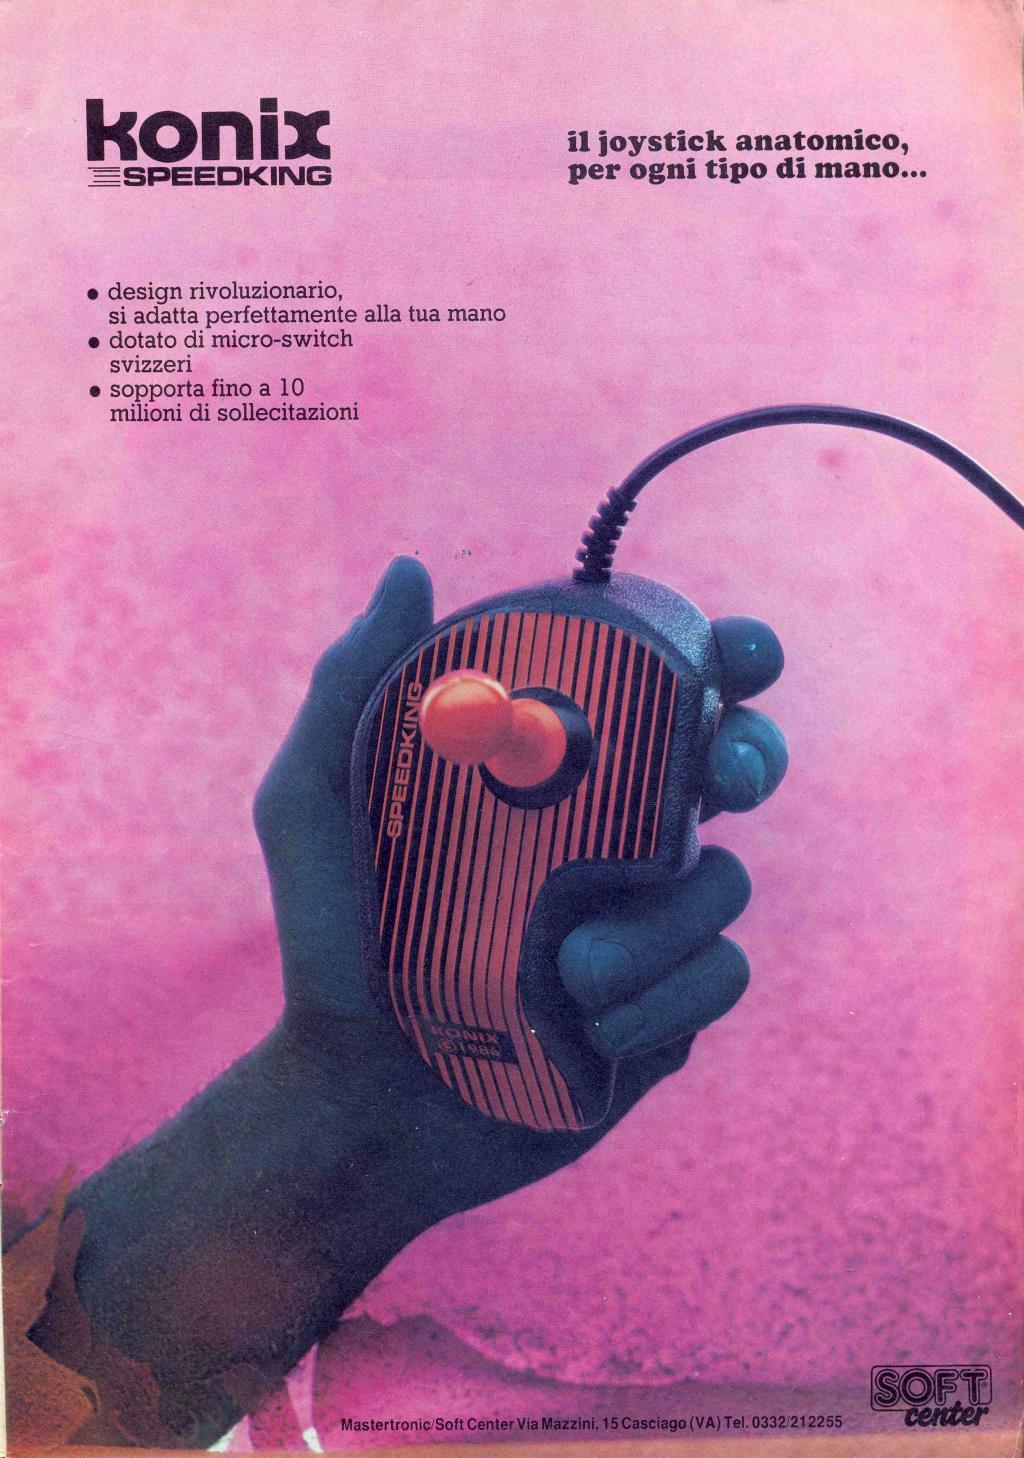 konix
SPEEDKING
il joystick anatomico,
per ogni tipo di mano...
• design rivoluzionario,
si adatta perfettamente alla tua mano
• dotato di micro-switch
svizzeri
• sopporta fino a 10
milioni di sollecitazioni
SPEEDKING
KONIX
©1986
SOFT
center
Mastertronic/Soft Center Via Mazzini, 15 Casciago (VA) Tel. 0332/212255